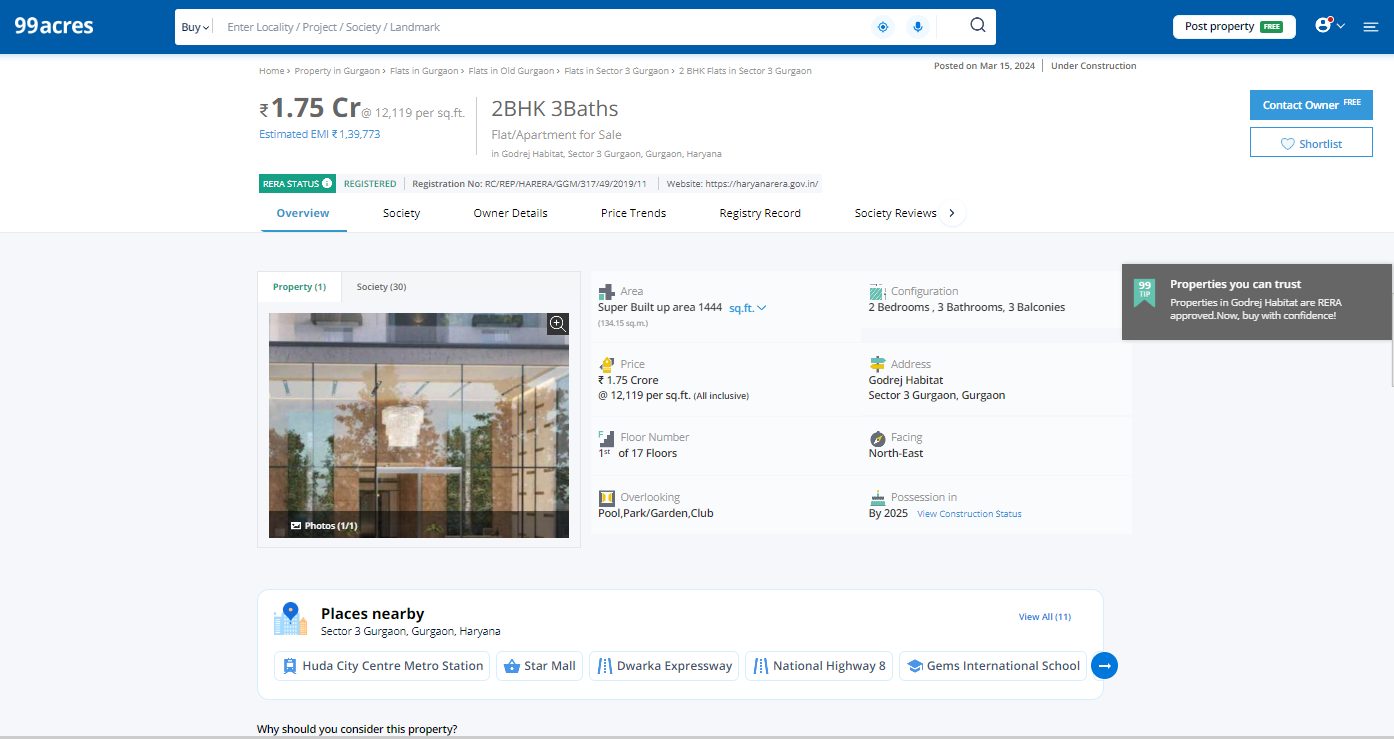 99acres
Buy
Enter Locality / Project / Society / Landmark
Post property FREE
Home › Property in Gurgaon › Flats in Gurgaon › Flats in Old Gurgaon › Flats in Sector 3 Gurgaon › 2 BHK Flats in Sector 3 Gurgaon
Posted on Mar 15, 2024 | Under Construction
₹ 1.75 Cr @ 12,119 per sq.ft.
Estimated EMI ₹ 1,39,773
2BHK 3Baths
Flat/Apartment for Sale
in Godrej Habitat, Sector 3 Gurgaon, Gurgaon, Haryana
Contact Owner FREE
Shortlist
RERA STATUS i REGISTERED | Registration No: RC/REP/HARERA/GGM/317/49/2019/11 | Website: https://haryanarera.gov.in/
Overview Society Owner Details Price Trends Registry Record Society Reviews
Property (1) Society (30)
Photos (1/1)
Area
Super Built up area 1444 sq.ft.
(134.15 sq.m.)
Configuration
2 Bedrooms , 3 Bathrooms, 3 Balconies
Price
₹ 1.75 Crore
@ 12,119 per sq.ft. (All inclusive)
Address
Godrej Habitat
Sector 3 Gurgaon, Gurgaon
F Floor Number
1st of 17 Floors
Facing
North-East
Overlooking
Pool,Park/Garden,Club
Possession in
By 2025 View Construction Status
99
TIP
Properties you can trust
Properties in Godrej Habitat are RERA
approved.Now, buy with confidence!
Places nearby
Sector 3 Gurgaon, Gurgaon, Haryana
View All (11)
Huda City Centre Metro Station
Star Mall
Dwarka Expressway
National Highway 8
Gems International School
Why should you consider this property?